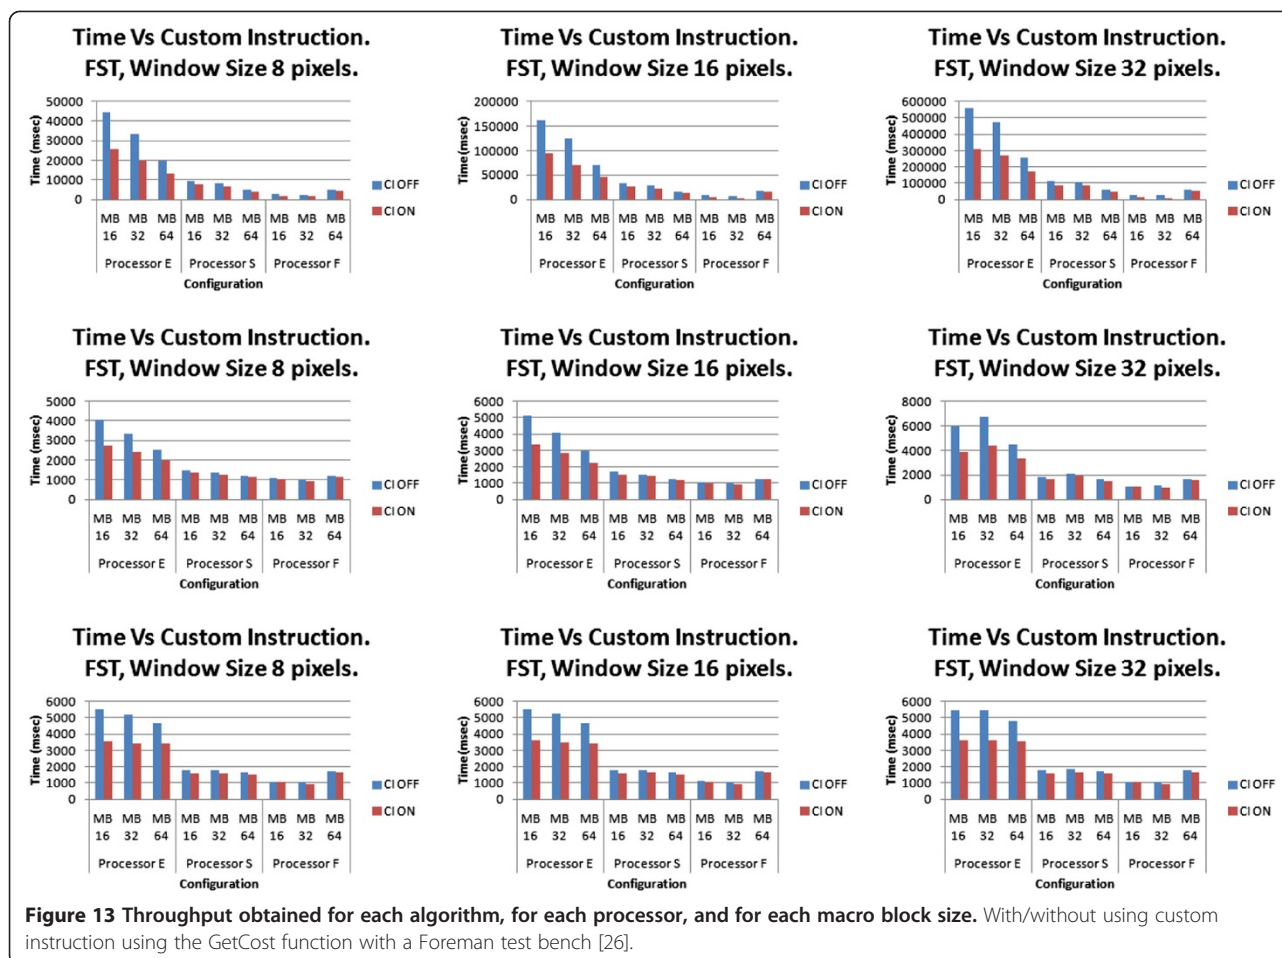 Time Vs Custom Instruction.
FST, Window Size 8 pixels.
50000
40000
30000
20000
10000
0
Time (msec)
MB MB MB MB MB MB MB MB MB
16 32 64 16 32 64 16 32 64
Processor E Processor S Processor F
Configuration
CI OFF
CI ON
Time Vs Custom Instruction.
FST, Window Size 16 pixels.
200000
150000
100000
50000
0
Time(msec)
MB MB MB MB MB MB MB MB MB
16 32 64 16 32 64 16 32 64
Processor E Processor S Processor F
Configuration
CI OFF
CI ON
Time Vs Custom Instruction.
FST, Window Size 32 pixels.
600000
500000
400000
300000
200000
100000
0
Time (msec)
MB MB MB MB MB MB MB MB MB
16 32 64 16 32 64 16 32 64
Processor E Processor S Processor F
Configuration
CI OFF
CI ON
Time Vs Custom Instruction.
FST, Window Size 8 pixels.
5000
4000
3000
2000
1000
0
Time (msec)
MB MB MB MB MB MB MB MB MB
16 32 64 16 32 64 16 32 64
Processor E Processor S Processor F
Configuration
CI OFF
CI ON
Time Vs Custom Instruction.
FST, Window Size 16 pixels.
6000
5000
4000
3000
2000
1000
0
Time (msec)
MB MB MB MB MB MB MB MB MB
16 32 64 16 32 64 16 32 64
Processor E Processor S Processor F
Configuration
CI OFF
CI ON
Time Vs Custom Instruction.
FST, Window Size 32 pixels.
8000
6000
4000
2000
0
Time (msec)
MB MB MB MB MB MB MB MB MB
16 32 64 16 32 64 16 32 64
Processor E Processor S Processor F
Configuration
CI OFF
CI ON
Time Vs Custom Instruction.
FST, Window Size 8 pixels.
6000
5000
4000
3000
2000
1000
0
Time (msec)
MB MB MB MB MB MB MB MB MB
16 32 64 16 32 64 16 32 64
Processor E Processor S Processor F
Configuration
CI OFF
CI ON
Time Vs Custom Instruction.
FST, Window Size 16 pixels.
6000
5000
4000
3000
2000
1000
0
Time (msec)
MB MB MB MB MB MB MB MB MB
16 32 64 16 32 64 16 32 64
Processor E Processor S Processor F
Configuration
CI OFF
CI ON
Time Vs Custom Instruction.
FST, Window Size 32 pixels.
6000
5000
4000
3000
2000
1000
0
Time (msec)
MB MB MB MB MB MB MB MB MB
16 32 64 16 32 64 16 32 64
Processor E Processor S Processor F
Configuration
CI OFF
CI ON
Figure 13 Throughput obtained for each algorithm, for each processor, and for each macro block size. With/without using custom
instruction using the GetCost function with a Foreman test bench [26].